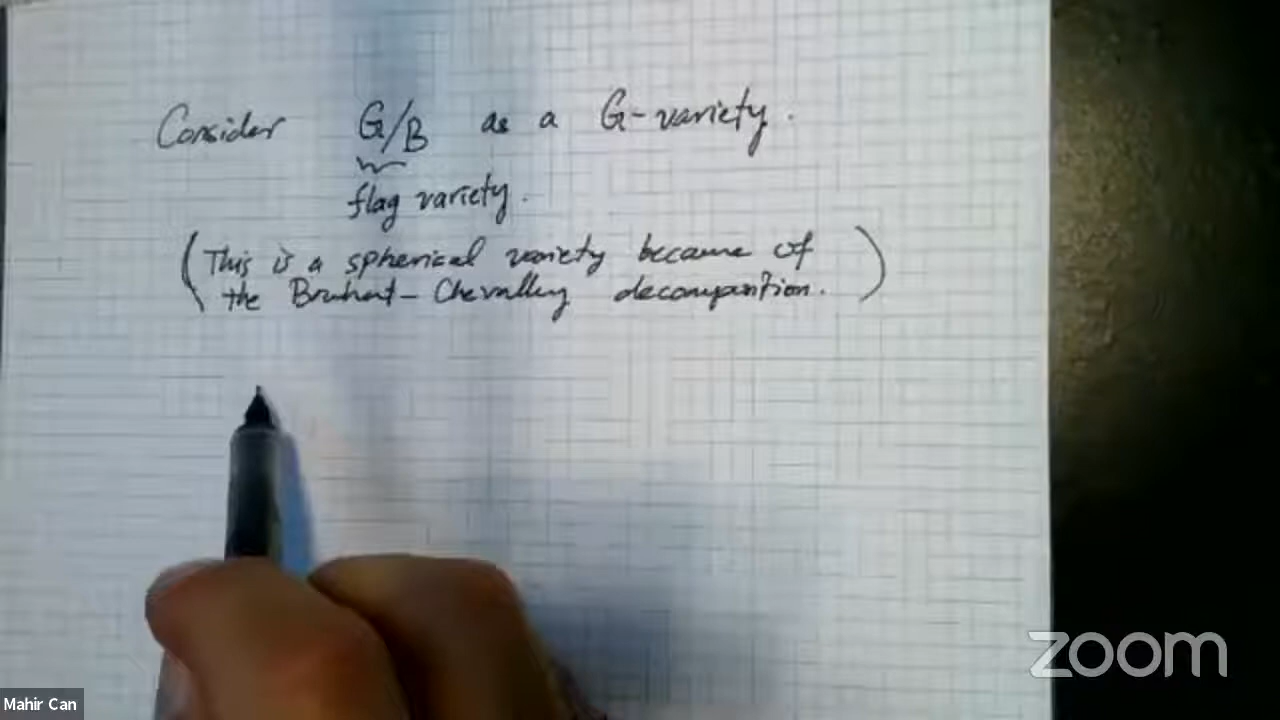 Consider G/B as a G-variety.
flag variety.
(This is a spherical variety because of
the Bruhat-Chevalley decomposition.)
zoom
Mahir Can